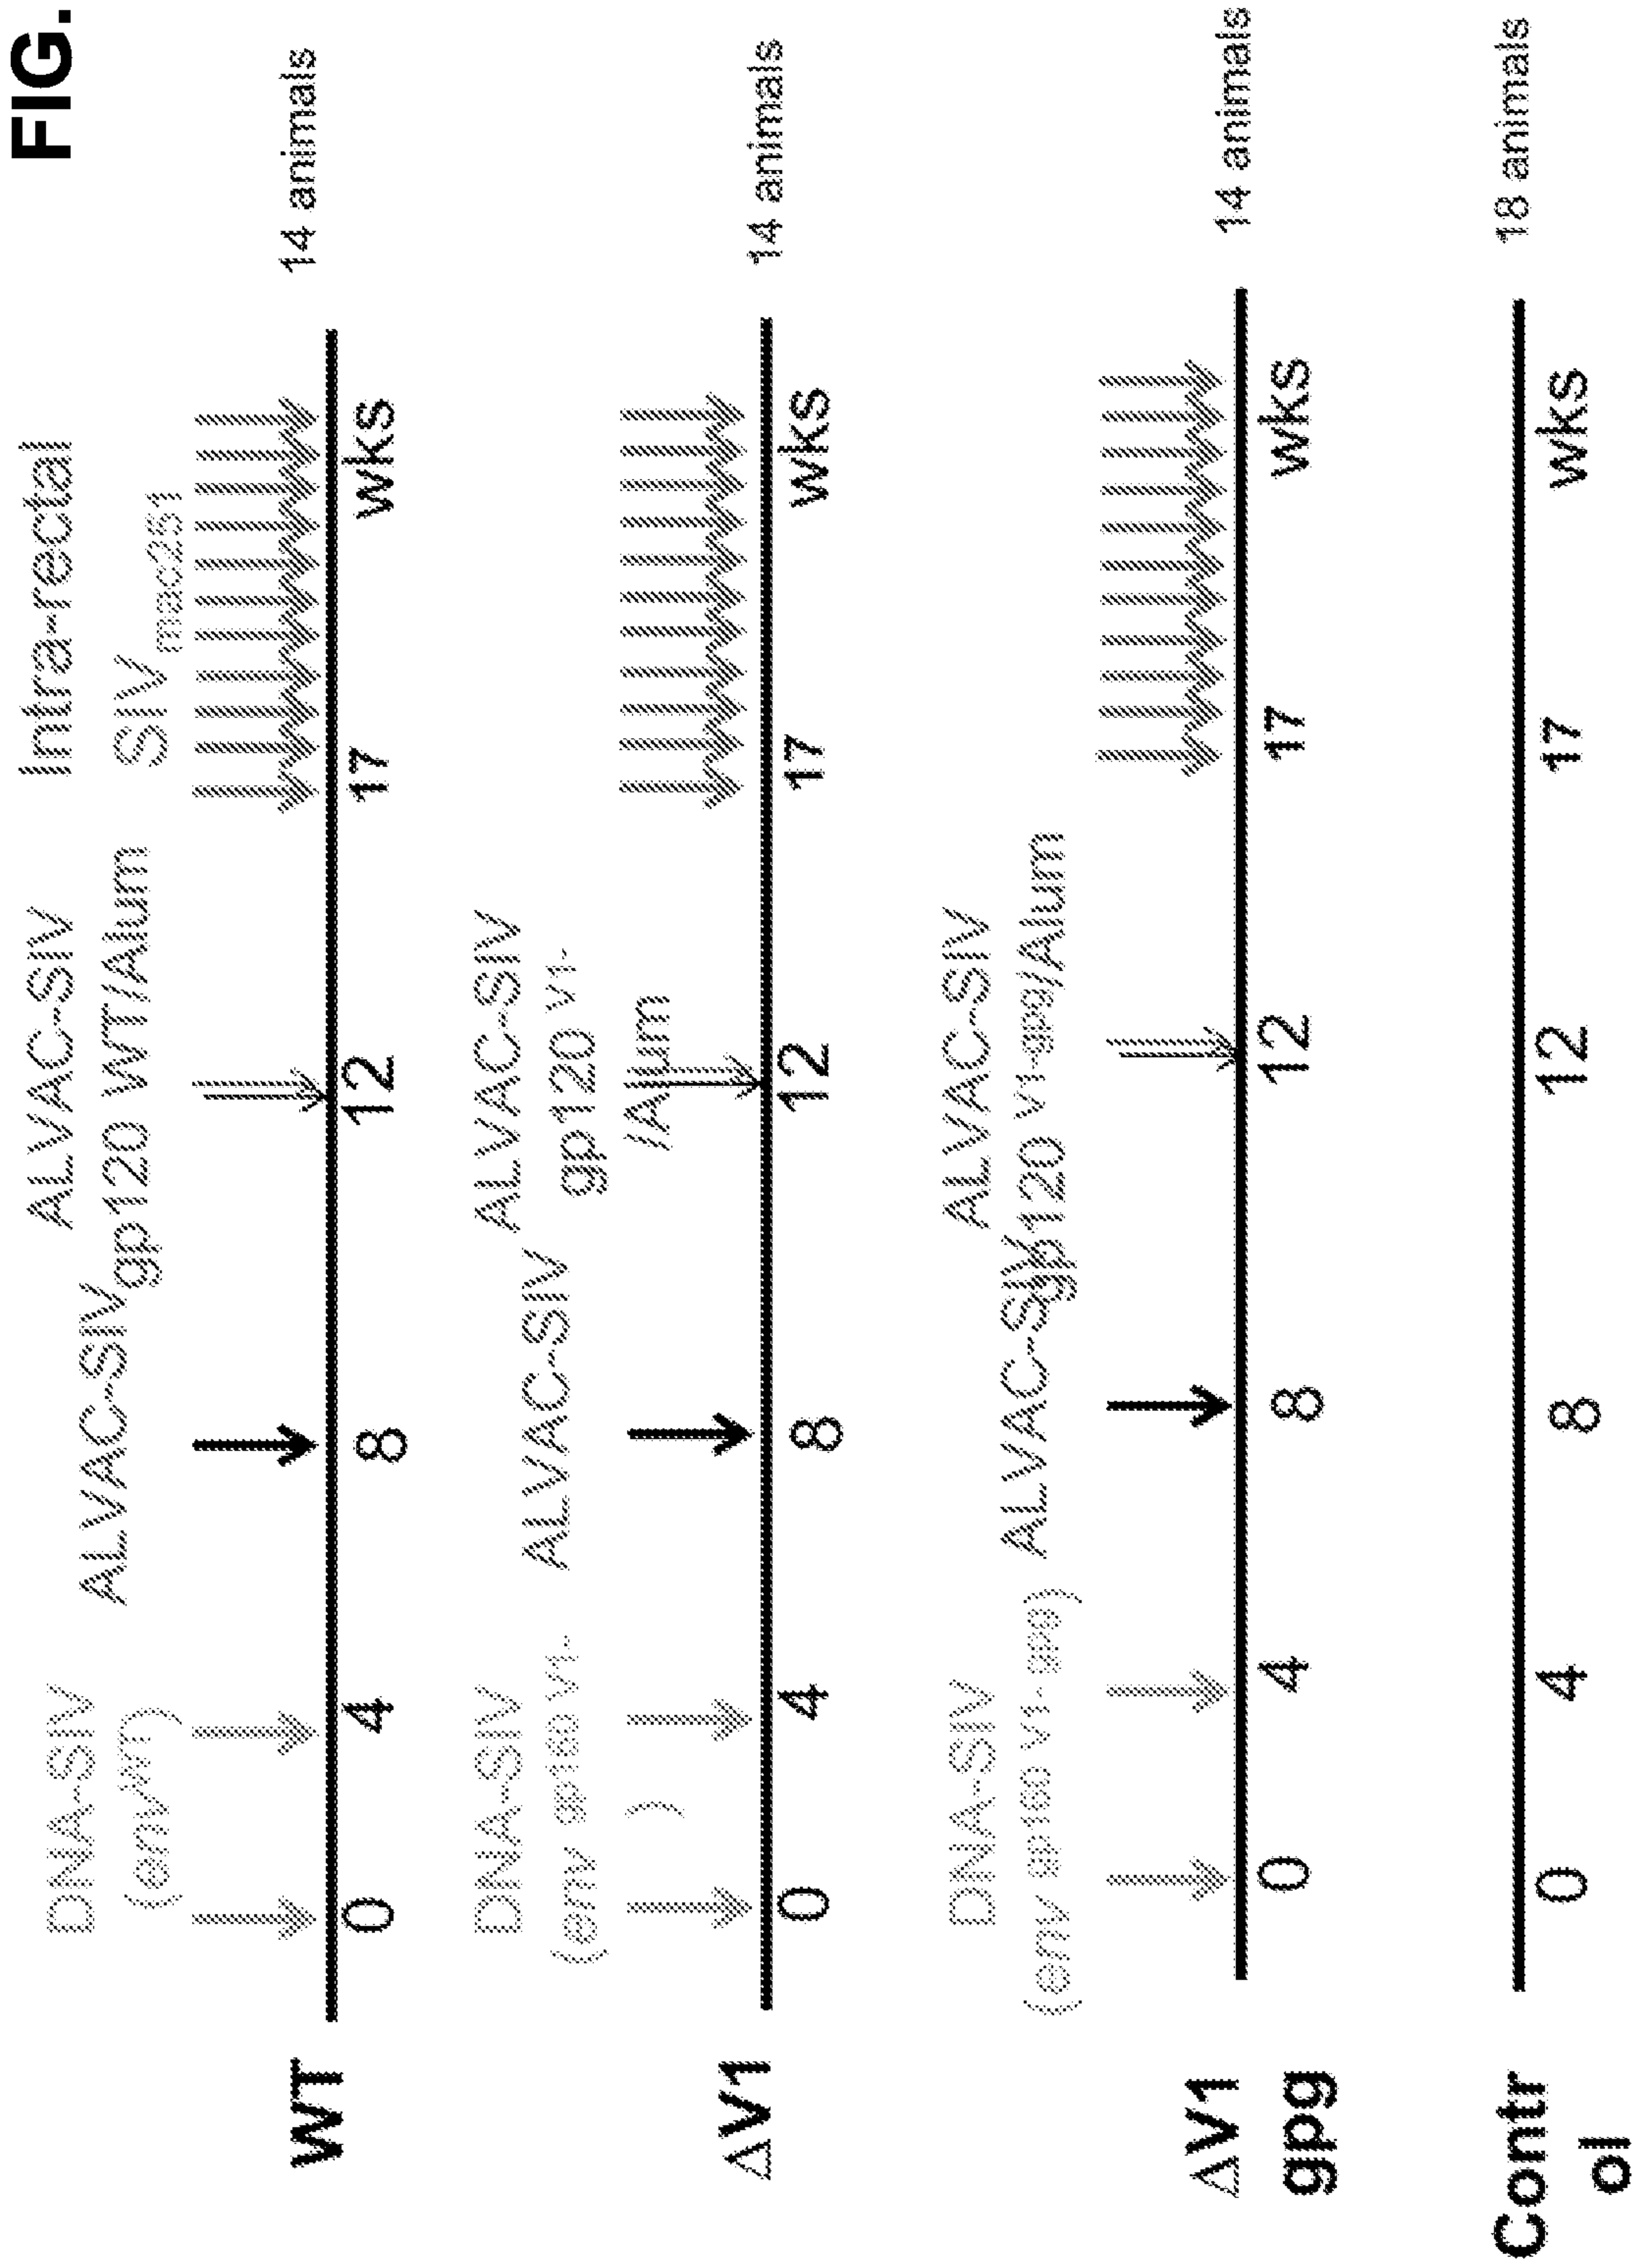 FIG.
Intra-rectal
SIV mac251
DNA-SIV
(env WT)
ALVAC-SIV
ALVAC-SIV
gp120 WT/Alum
WT
0 4 8 12 17 wks
14 animals
DNA-SIV
(env gp160 V1-
)
ALVAC-SIV
ALVAC-SIV
gp120 V1-
/Alum
ΔV1
0 4 8 12 17 wks
14 animals
DNA-SIV
(env gp160 V1- gpg)
ALVAC-SIV
ALVAC-SIV
gp120 V1-gpg/Alum
ΔV1
gpg
0 4 8 12 17 wks
14 animals
Contr
ol
0 4 8 12 17 wks
18 animals